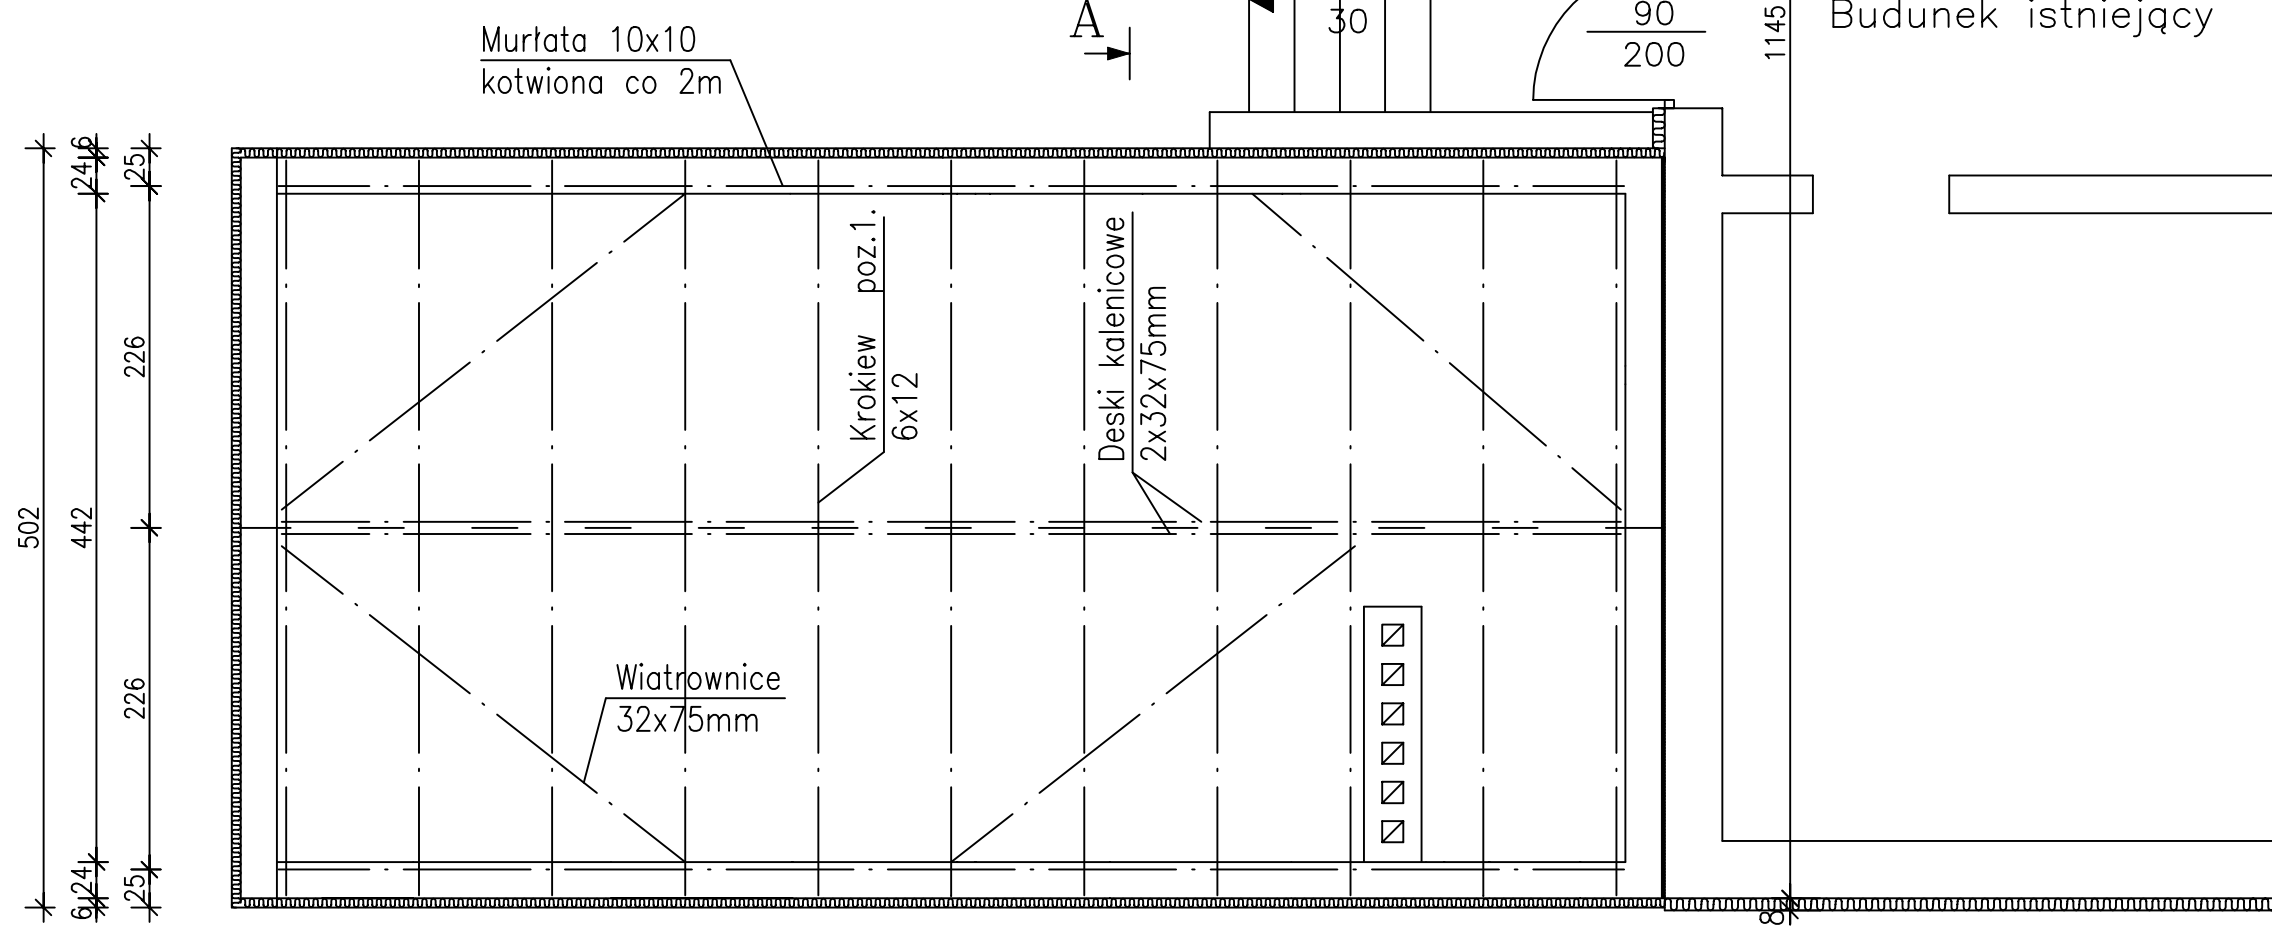 A
30
90
200
1145
Budunek istniejący
Murłata 10x10
kotwiona co 2m
6
24
25
226
502
442
226
24
6
25
Krokiew poz.1.
6x12
Deski kalenicowe
2x32x75mm
Wiatrownice
32x75mm
8